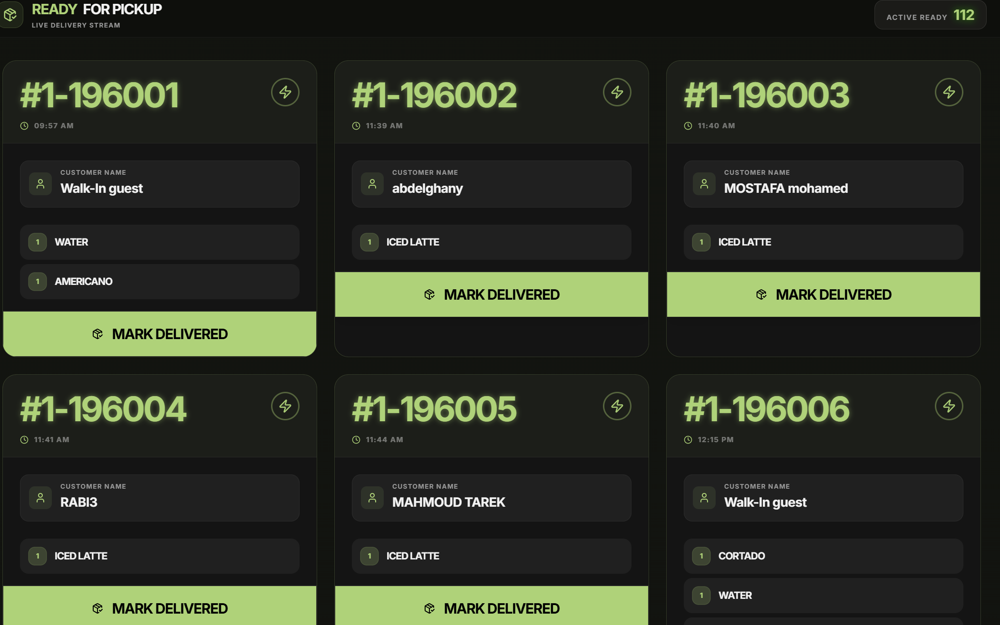 READY FOR PICKUP
LIVE DELIVERY STREAM
ACTIVE READY 112
#1-196001
09:57 AM
CUSTOMER NAME
Walk-In guest
1 WATER
1 AMERICANO
MARK DELIVERED
#1-196002
11:39 AM
CUSTOMER NAME
abdelghany
1 ICED LATTE
MARK DELIVERED
#1-196003
11:40 AM
CUSTOMER NAME
MOSTAFA mohamed
1 ICED LATTE
MARK DELIVERED
#1-196004
11:41 AM
CUSTOMER NAME
RABI3
1 ICED LATTE
MARK DELIVERED
#1-196005
11:44 AM
CUSTOMER NAME
MAHMOUD TAREK
1 ICED LATTE
MARK DELIVERED
#1-196006
12:15 PM
CUSTOMER NAME
Walk-In guest
1 CORTADO
1 WATER